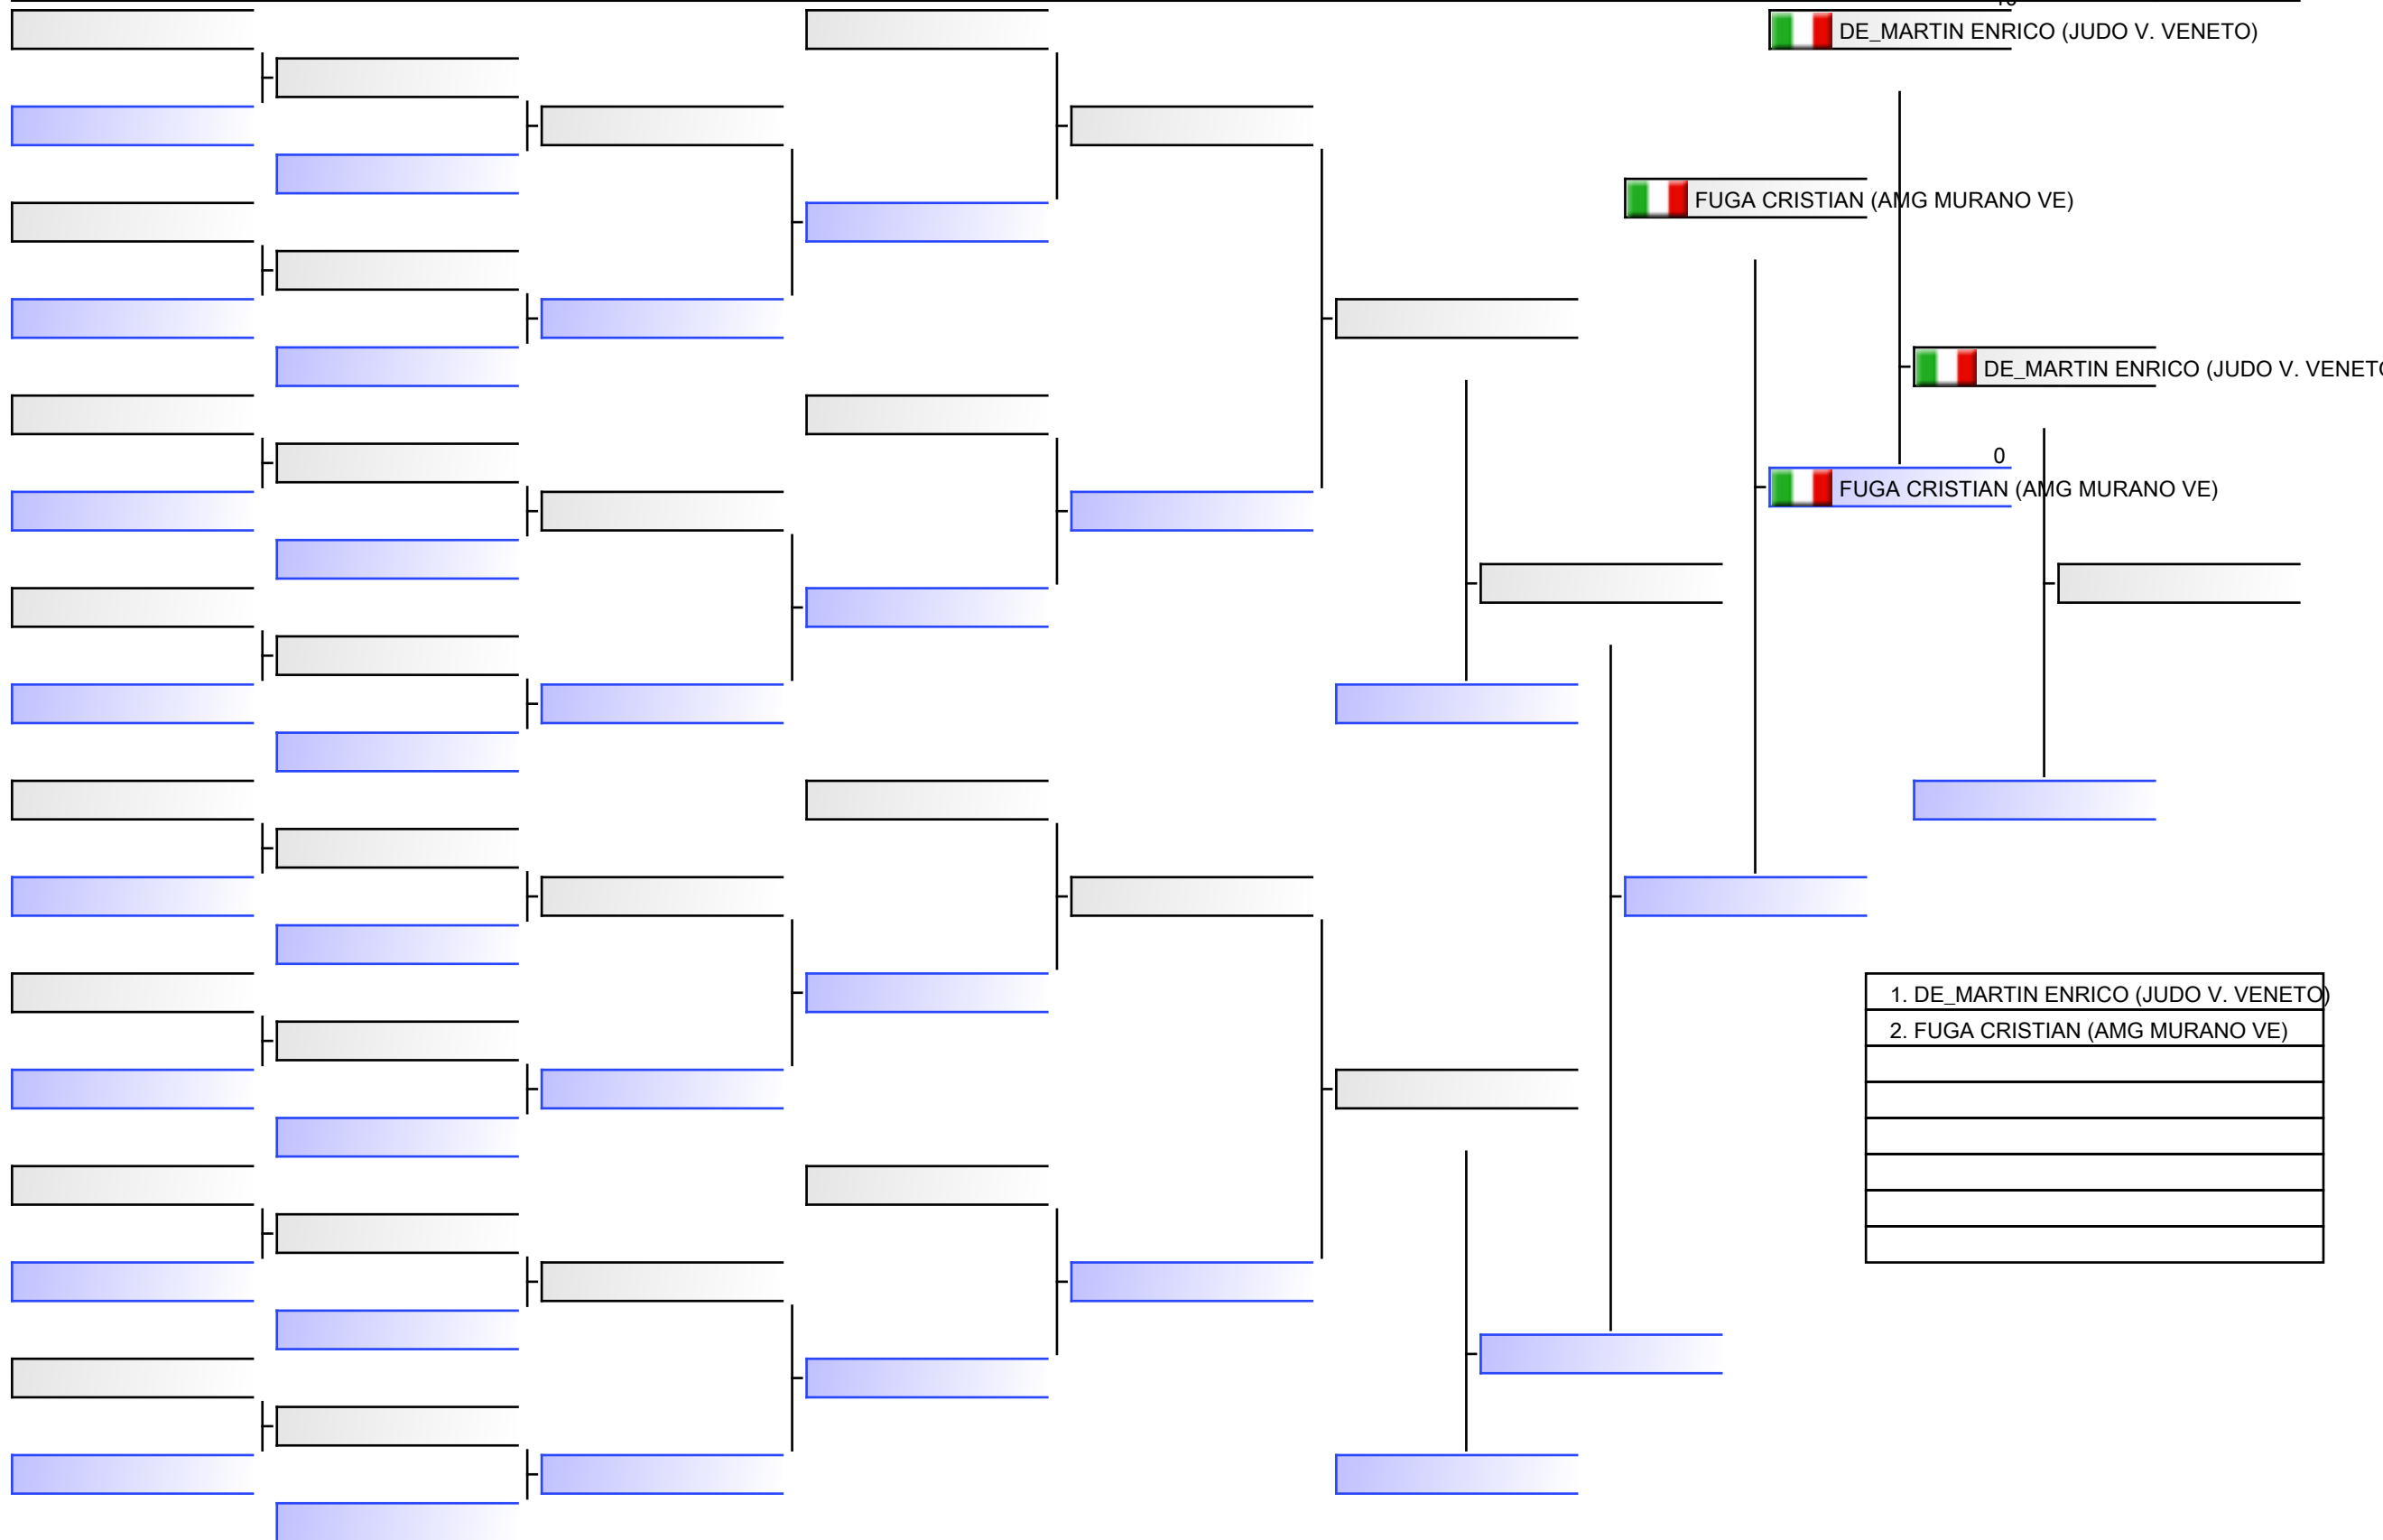 DE_MARTIN ENRICO (JUDO V. VENETO)
FUGA CRISTIAN (AMG MURANO VE)
DE_MARTIN ENRICO (JUDO V. VENETO
0
FUGA CRISTIAN (AMG MURANO VE)
1. DE_MARTIN ENRICO (JUDO V. VENETO)
2. FUGA CRISTIAN (AMG MURANO VE)